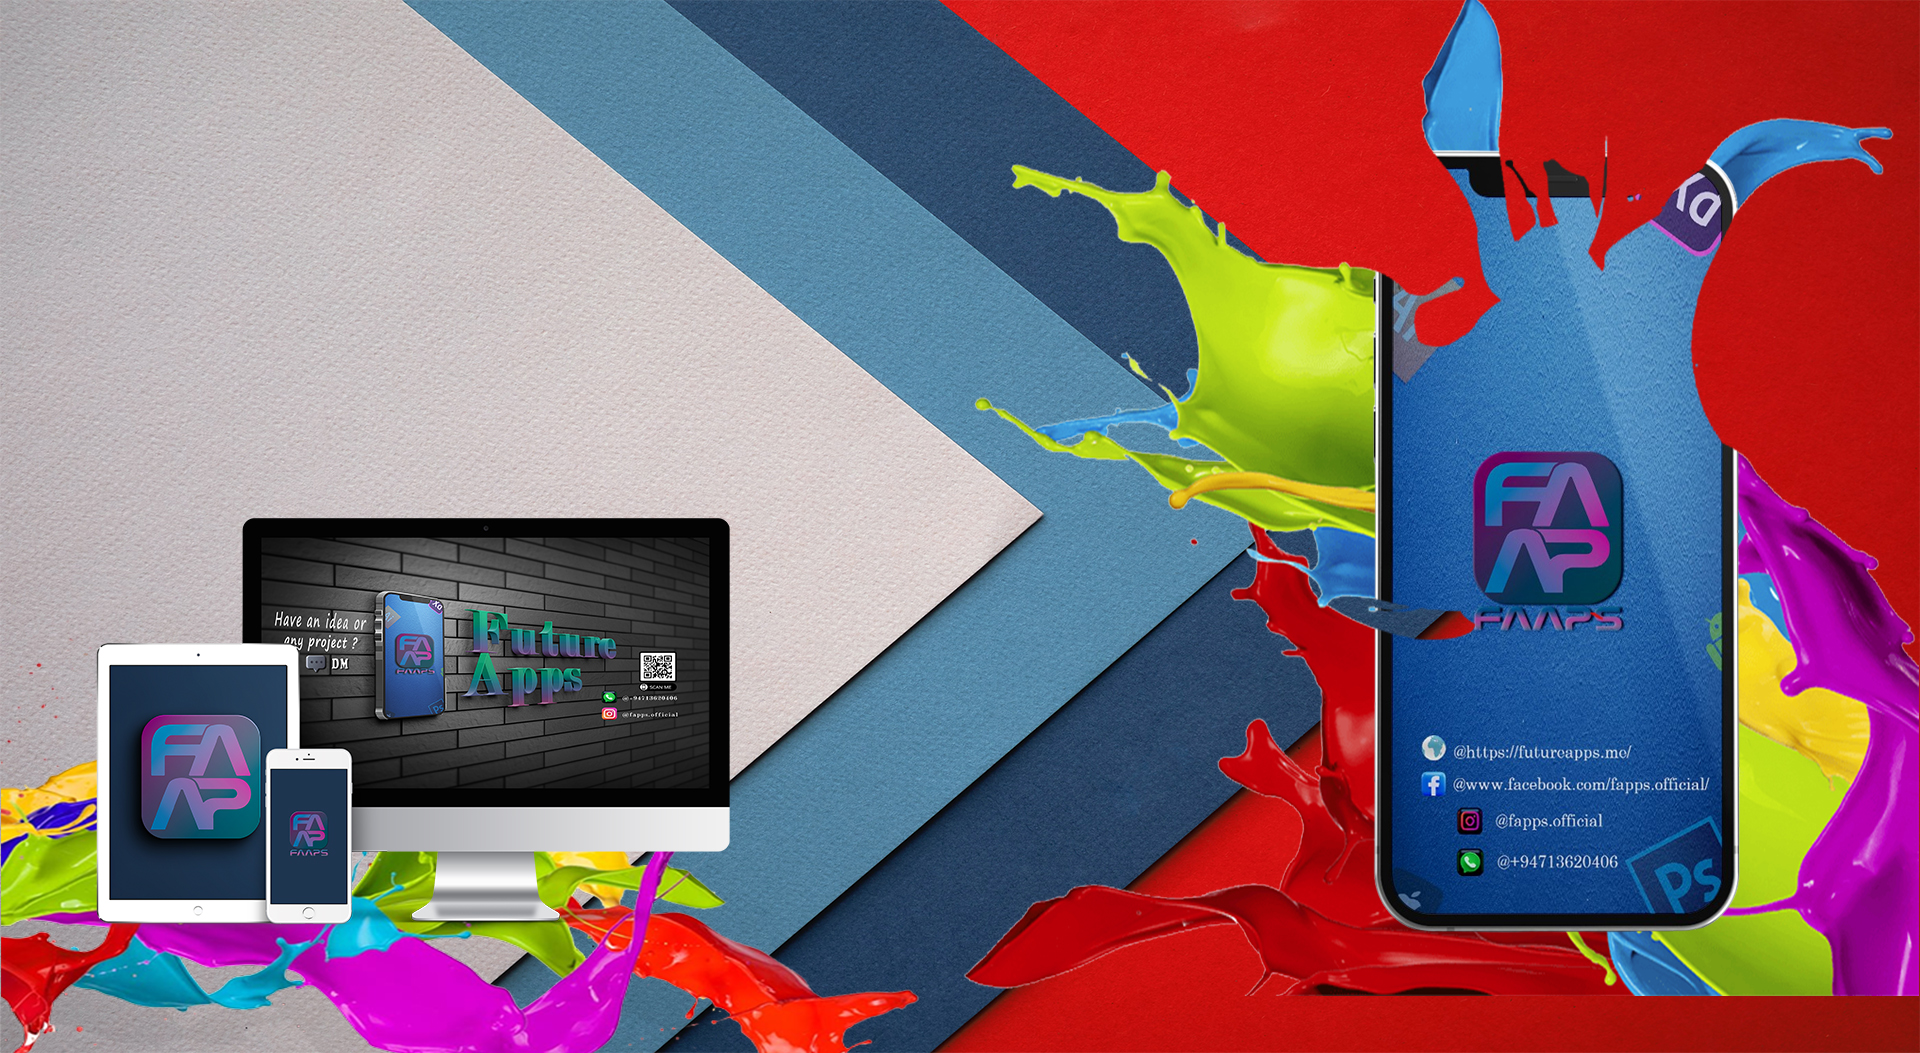 Have an idea or
any project ?
DM
FA
AP
FAAPS
Xd
Future
Apps
SCAN ME
@+94713620406
@fapps.official
Ps
FA
AP
FA
AP
FAAPS
Xd
FA
AP
FAAPS
@https://futureapps.me/
@www.facebook.com/fapps.official/
@fapps.official
@+94713620406
Ps